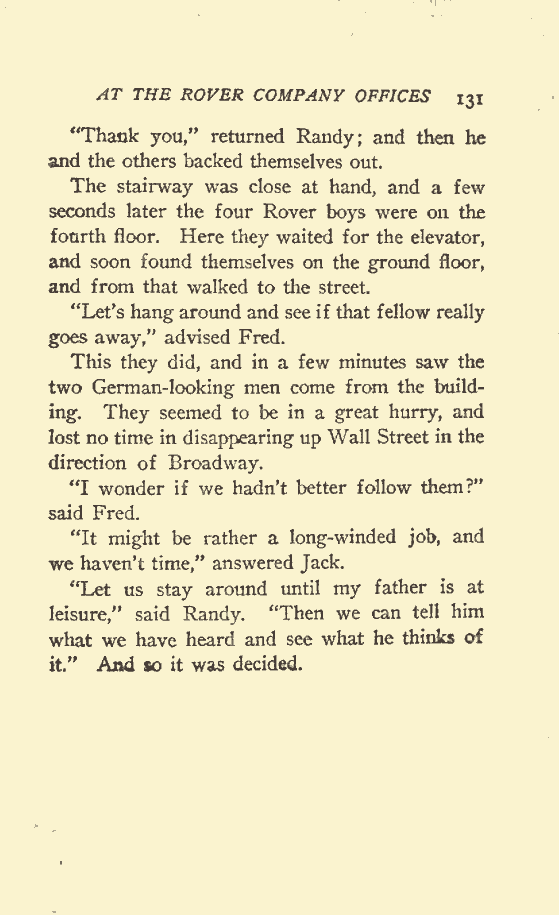 AT THE ROVER COMPANY OFFICES 131
"Thank you," returned Randy; and then he
and the others backed themselves out.
The stairway was close at hand, and a few
seconds later the four Rover boys were on the
fourth floor. Here they waited for the elevator,
and soon found themselves on the ground floor,
and from that walked to the street.
"Let's hang around and see if that fellow really
goes away," advised Fred.
This they did, and in a few minutes saw the
two German-looking men come from the build-
ing. They seemed to be in a great hurry, and
lost no time in disappearing up Wall Street in the
direction of Broadway.
"I wonder if we hadn't better follow them?"
said Fred.
"It might be rather a long-winded job, and
we haven't time," answered Jack.
"Let us stay around until my father is at
leisure," said Randy. "Then we can tell him
what we have heard and see what he thinks of
it." And so it was decided.